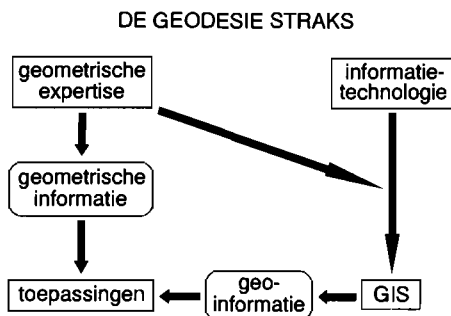 DE GEODESIE STRAKS
geometrische
expertise
informatie-
technologie
geometrische
informatie
toepassingen
geo-
informatie
GIS